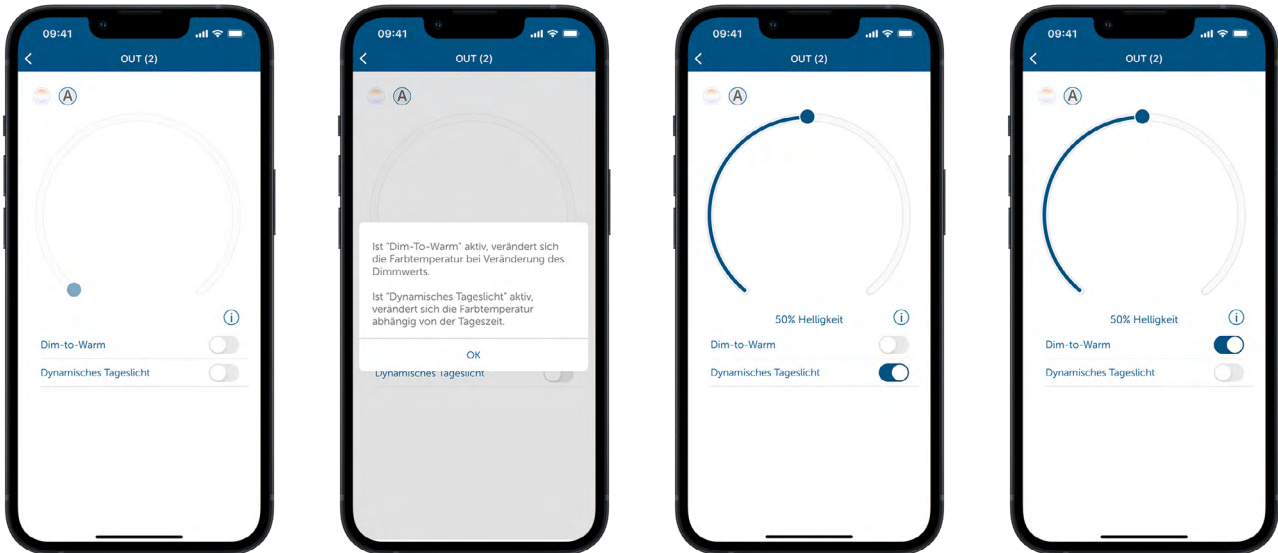 09:41
OUT (2)
A
Dim-to-Warm
Dynamisches Tageslicht
09:41
OUT (2)
A
Ist "Dim-To-Warm" aktiv, verändert sich
die Farbtemperatur bei Veränderung des
Dimmwerts.
Ist "Dynamisches Tageslicht" aktiv,
verändert sich die Farbtemperatur
abhängig von der Tageszeit.
OK
Dynamisches Tageslicht
09:41
OUT (2)
A
50% Helligkeit
Dim-to-Warm
Dynamisches Tageslicht
09:41
OUT (2)
A
50% Helligkeit
Dim-to-Warm
Dynamisches Tageslicht